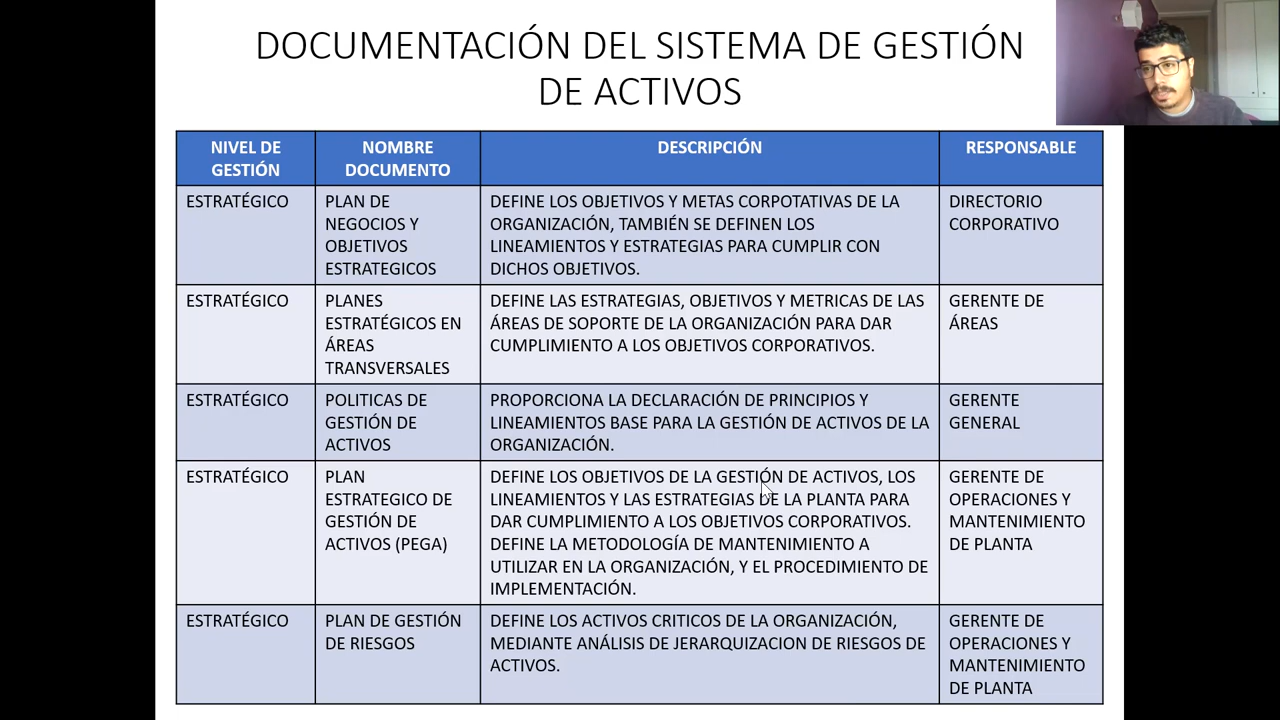 DOCUMENTACIÓN DEL SISTEMA DE GESTIÓN
DE ACTIVOS
NIVEL DE
GESTIÓN
NOMBRE
DOCUMENTO
DESCRIPCIÓN
RESPONSABLE
ESTRATÉGICO
PLAN DE
NEGOCIOS Y
OBJETIVOS
ESTRATEGICOS
DEFINE LOS OBJETIVOS Y METAS CORPOTATIVAS DE LA
ORGANIZACIÓN, TAMBIÉN SE DEFINEN LOS
LINEAMIENTOS Y ESTRATEGIAS PARA CUMPLIR CON
DICHOS OBJETIVOS.
DIRECTORIO
CORPORATIVO
ESTRATÉGICO
PLANES
ESTRATÉGICOS EN
ÁREAS
TRANSVERSALES
DEFINE LAS ESTRATEGIAS, OBJETIVOS Y METRICAS DE LAS
ÁREAS DE SOPORTE DE LA ORGANIZACIÓN PARA DAR
CUMPLIMIENTO A LOS OBJETIVOS CORPORATIVOS.
GERENTE DE
ÁREAS
ESTRATÉGICO
POLITICAS DE
GESTIÓN DE
ACTIVOS
PROPORCIONA LA DECLARACIÓN DE PRINCIPIOS Y
LINEAMIENTOS BASE PARA LA GESTIÓN DE ACTIVOS DE LA
ORGANIZACIÓN.
GERENTE
GENERAL
ESTRATÉGICO
PLAN
ESTRATEGICO DE
GESTIÓN DE
ACTIVOS (PEGA)
DEFINE LOS OBJETIVOS DE LA GESTIÓN DE ACTIVOS, LOS
LINEAMIENTOS Y LAS ESTRATEGIAS DE LA PLANTA PARA
DAR CUMPLIMIENTO A LOS OBJETIVOS CORPORATIVOS.
DEFINE LA METODOLOGÍA DE MANTENIMIENTO A
UTILIZAR EN LA ORGANIZACIÓN, Y EL PROCEDIMIENTO DE
IMPLEMENTACIÓN.
GERENTE DE
OPERACIONES Y
MANTENIMIENTO
DE PLANTA
ESTRATÉGICO
PLAN DE GESTIÓN
DE RIESGOS
DEFINE LOS ACTIVOS CRITICOS DE LA ORGANIZACIÓN,
MEDIANTE ANÁLISIS DE JERARQUIZACION DE RIESGOS DE
ACTIVOS.
GERENTE DE
OPERACIONES Y
MANTENIMIENTO
DE PLANTA